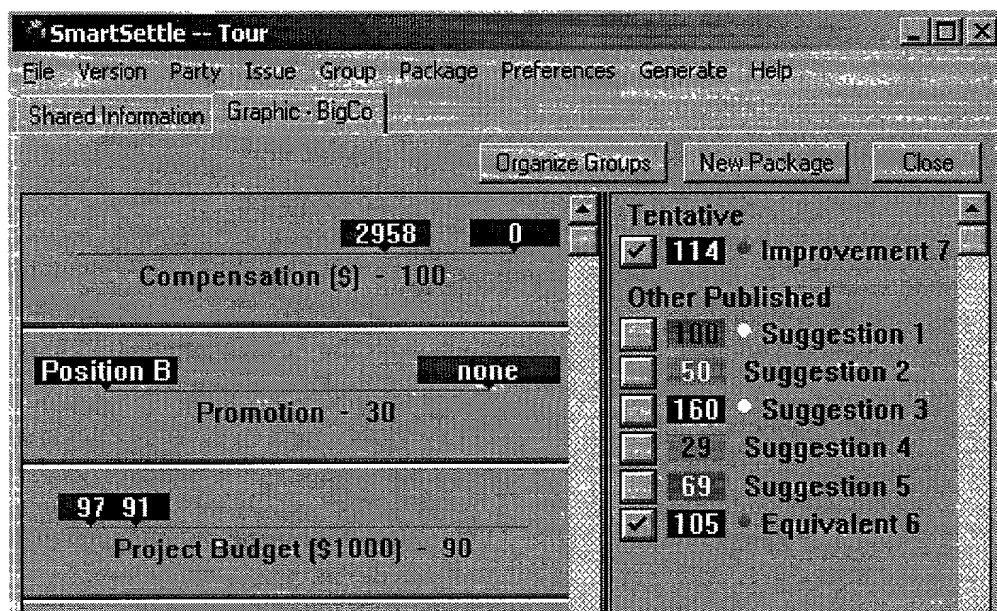 SmartSettle -- Tour
File Version Party Issue Group Package Preferences Generate Help
Shared Information Graphic - BigCo
Organize Groups New Package Close
2958 0
Compensation ($) - 100
Position B none
Promotion - 30
97 91
Project Budget ($1000) - 90
Tentative
114 Improvement 7
Other Published
100 Suggestion 1
50 Suggestion 2
160 Suggestion 3
29 Suggestion 4
69 Suggestion 5
105 Equivalent 6